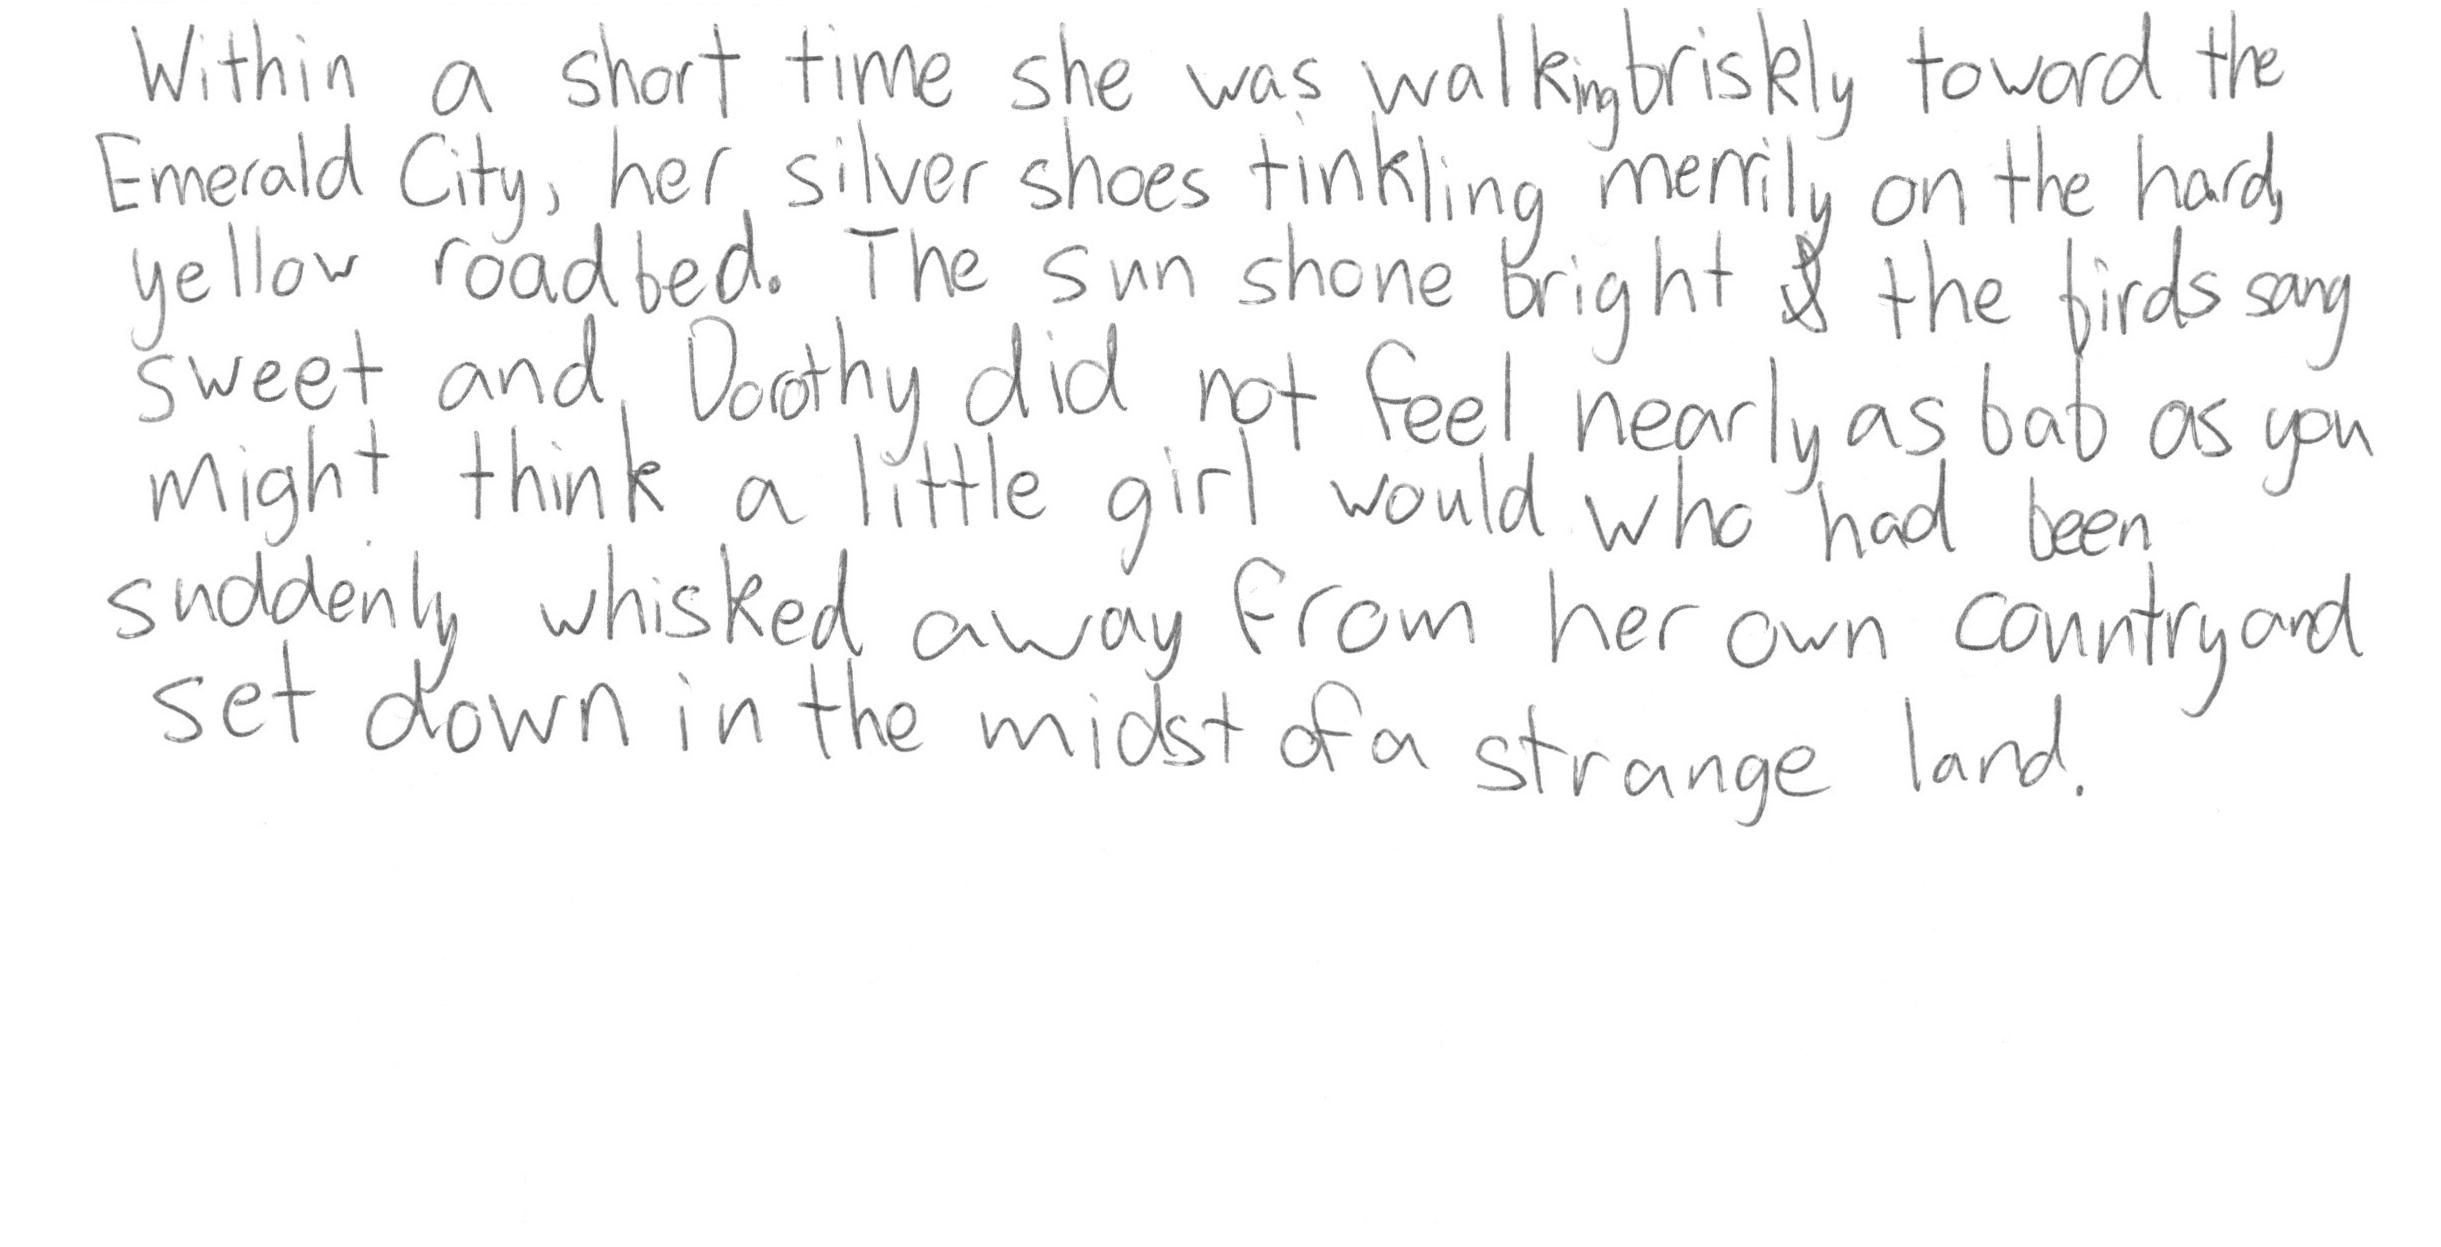 Within a short time she was walking briskly toward the
Emerald City, her silver shoes tinkling merrily on the hard,
yellow roadbed. The sun shone bright & the birds sang
sweet and Dorothy did not feel nearly as bab as you
might think a little girl would who had been
suddenly whisked away from her own country and
set down in the midst of a strange land.